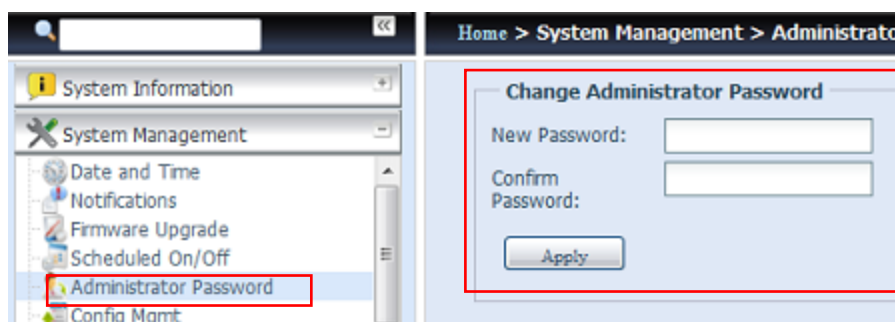 Home > System Management > Administrato
System Information
System Management
Date and Time
Notifications
Firmware Upgrade
Scheduled On/Off
Administrator Password
Config Mgmt
Change Administrator Password
New Password:
Confirm
Password:
Apply